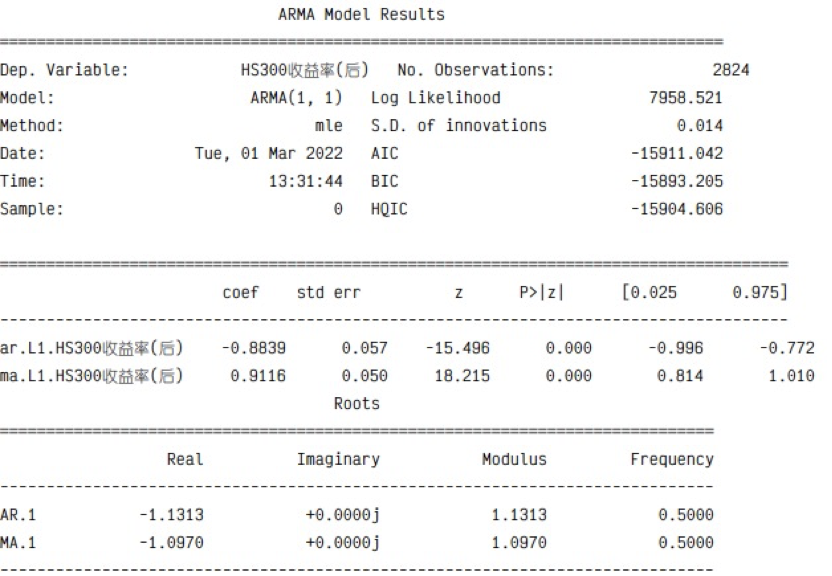 ARMA Model Results
==============================================================================
Dep. Variable: HS300收益率(后) No. Observations: 2824
Model: ARMA(1, 1) Log Likelihood 7958.521
Method: mle S.D. of innovations 0.014
Date: Tue, 01 Mar 2022 AIC -15911.042
Time: 13:31:44 BIC -15893.205
Sample: 0 HQIC -15904.606
=====================================================================================
coef std err z P>|z| [0.025 0.975]
-------------------------------------------------------------------------------------
ar.L1.HS300收益率(后) -0.8839 0.057 -15.496 0.000 -0.996 -0.772
ma.L1.HS300收益率(后) 0.9116 0.050 18.215 0.000 0.814 1.010
Roots
=============================================================================
Real Imaginary Modulus Frequency
-----------------------------------------------------------------------------
AR.1 -1.1313 +0.0000j 1.1313 0.5000
MA.1 -1.0970 +0.0000j 1.0970 0.5000
-----------------------------------------------------------------------------